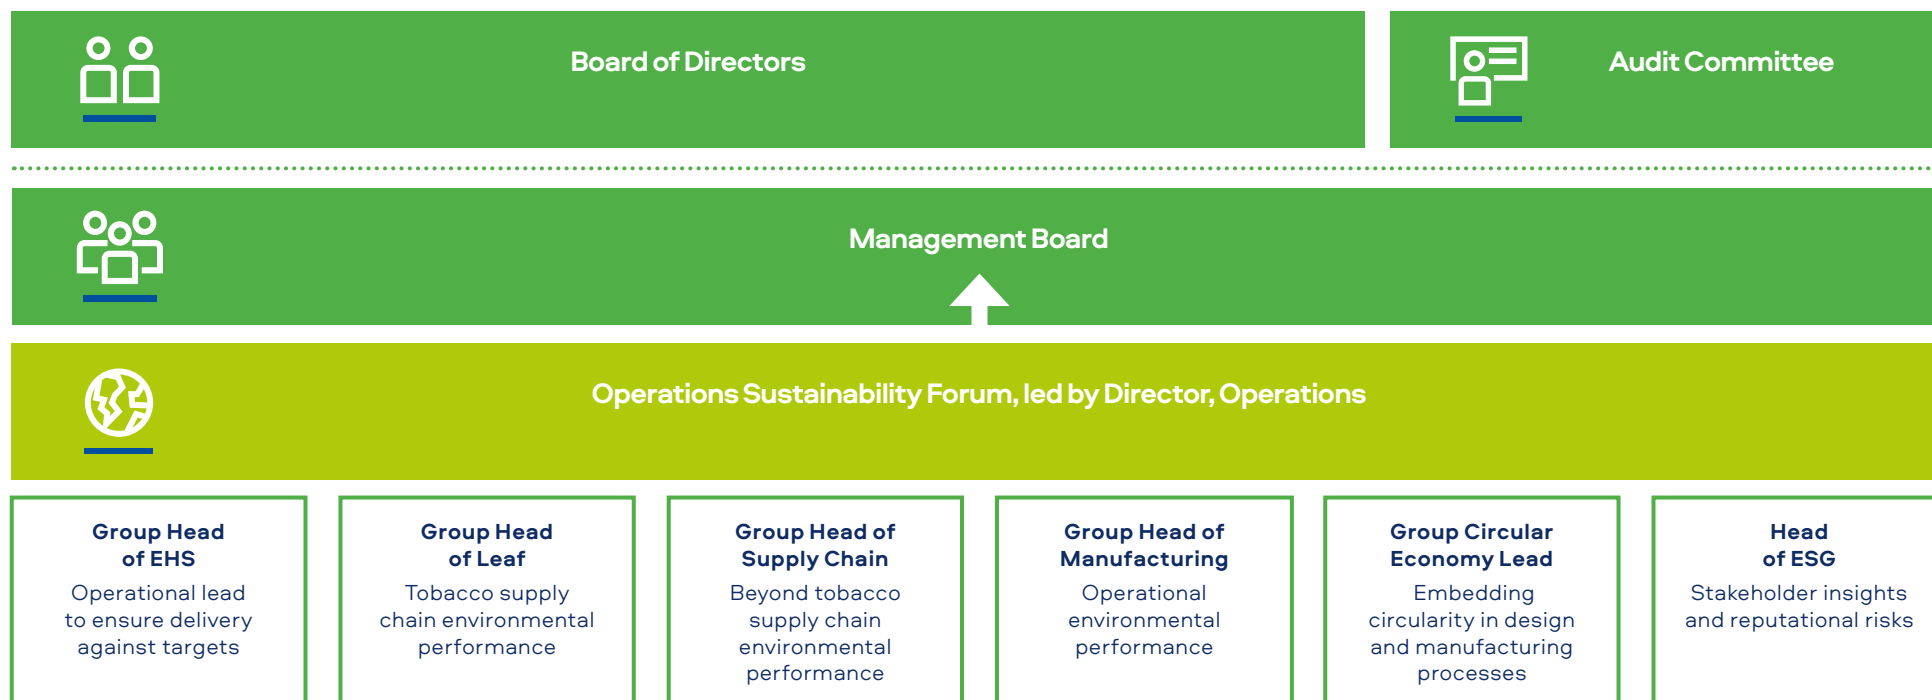 Board of Directors
Audit Committee
Management Board
Operations Sustainability Forum, led by Director, Operations
Group Head
of EHS
Operational lead
to ensure delivery
against targets
Group Head
of Leaf
Tobacco supply
chain environmental
performance
Group Head of
Supply Chain
Beyond tobacco
supply chain
environmental
performance
Group Head of
Manufacturing
Operational
environmental
performance
Group Circular
Economy Lead
Embedding
circularity in design
and manufacturing
processes
Head
of ESG
Stakeholder insights
and reputational risks